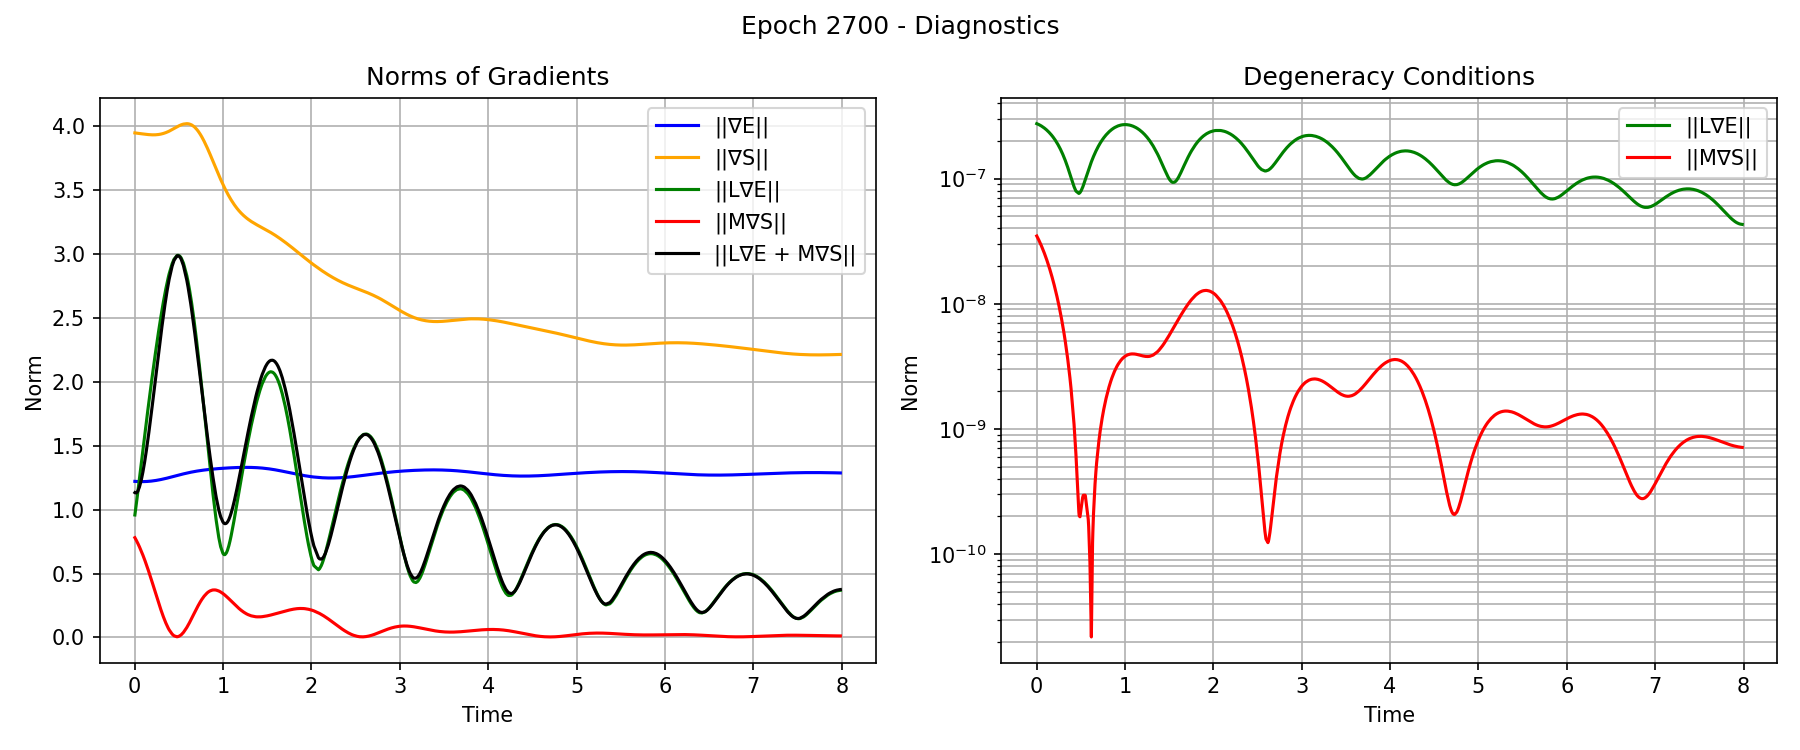 Epoch 2700 - Diagnostics
Norms of Gradients
Norm
4.0
3.5
3.0
2.5
2.0
1.5
1.0
0.5
0.0
||∇E||
||∇S||
||L∇E||
||M∇S||
||L∇E + M∇S||
0 1 2 3 4 5 6 7 8
Time
Degeneracy Conditions
Norm
10⁻⁷
10⁻⁸
10⁻⁹
10⁻¹⁰
||L∇E||
||M∇S||
0 1 2 3 4 5 6 7 8
Time